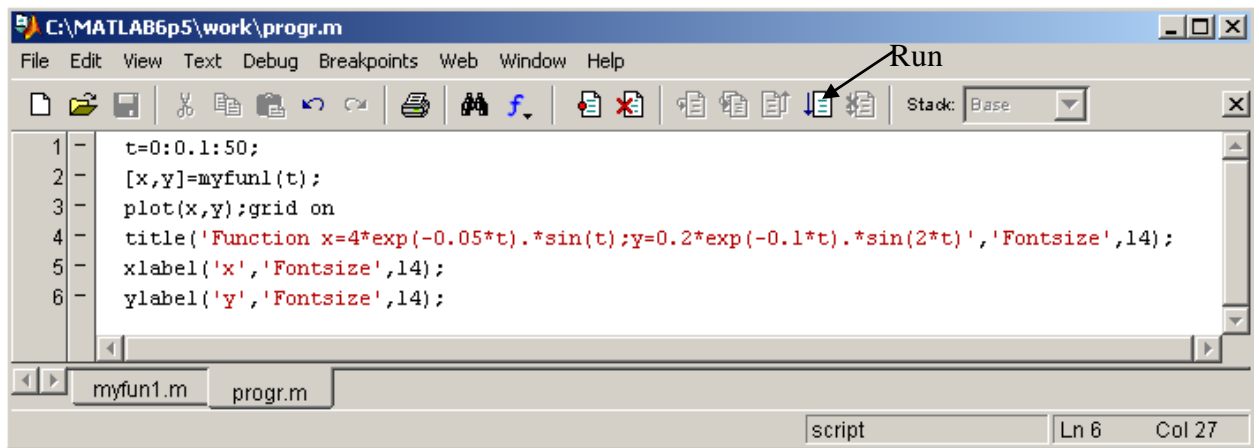 C:\MATLAB6p5\work\progr.m
File Edit View Text Debug Breakpoints Web Window Help
Run
Stack: Base
1 t=0:0.1:50;
2 [x,y]=myfun1(t);
3 plot(x,y);grid on
4 title('Function x=4*exp(-0.05*t).*sin(t);y=0.2*exp(-0.1*t).*sin(2*t)','Fontsize',14);
5 xlabel('x','Fontsize',14);
6 ylabel('y','Fontsize',14);
myfun1.m progr.m
script Ln 6 Col 27